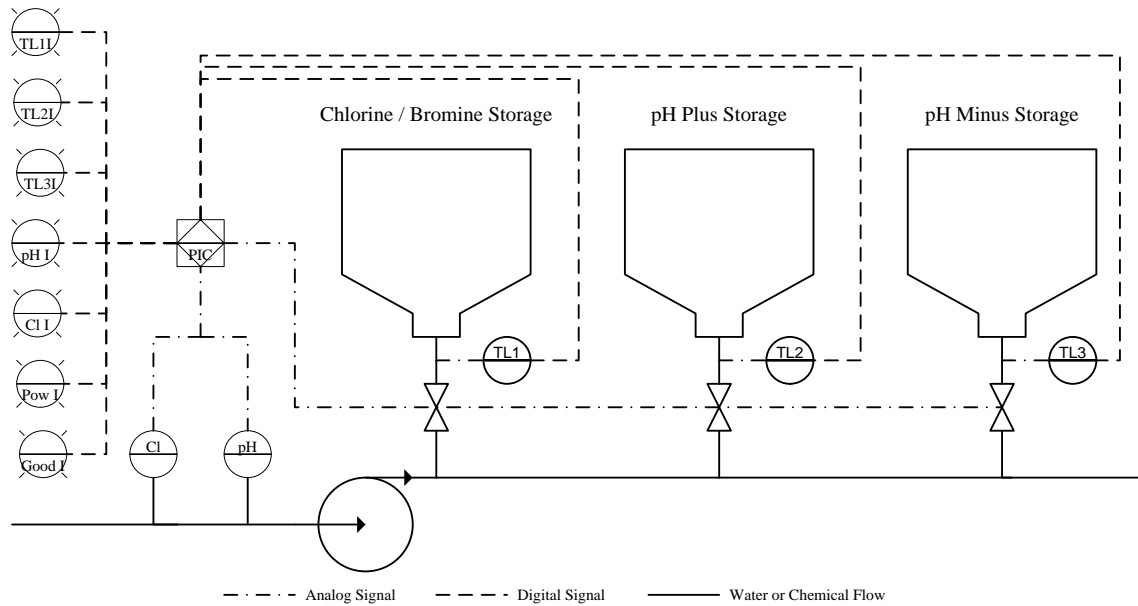 TL1I
TL2I
TL3I
pH I
Cl I
Pow I
Good I
PIC
Cl
pH
Chlorine / Bromine Storage
pH Plus Storage
pH Minus Storage
TL1
TL2
TL3
Analog Signal
Digital Signal
Water or Chemical Flow